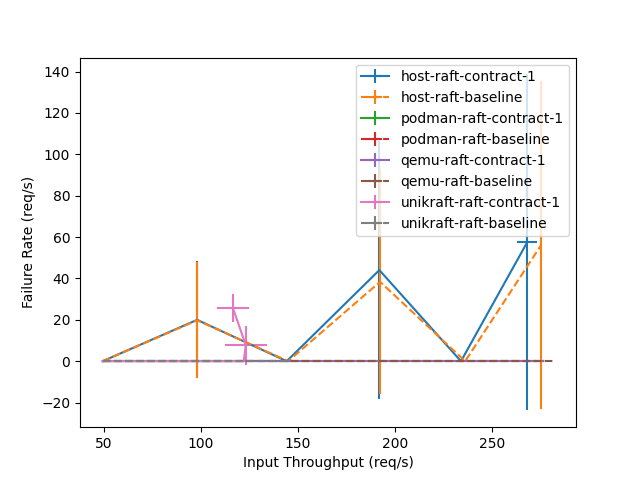 140
120
100
80
60
40
20
0
−20
Failure Rate (req/s)
host-raft-contract-1
host-raft-baseline
podman-raft-contract-1
podman-raft-baseline
qemu-raft-contract-1
qemu-raft-baseline
unikraft-raft-contract-1
unikraft-raft-baseline
50 100 150 200 250
Input Throughput (req/s)